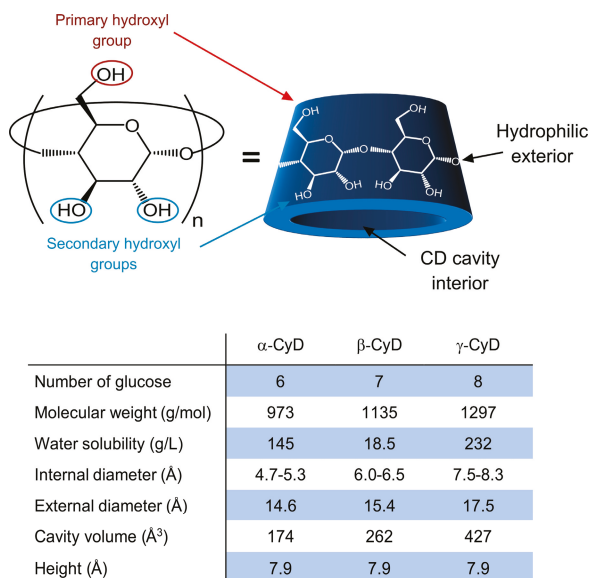 Primary hydroxyl
group
OH
O
O
HO
OH
n
=
Secondary hydroxyl
groups
OH
OH
O
O
O
O
HO
OH
HO
OH
Hydrophilic
exterior
CD cavity
interior
α-CyD β-CyD γ-CyD
Number of glucose 6 7 8
Molecular weight (g/mol) 973 1135 1297
Water solubility (g/L) 145 18.5 232
Internal diameter (Å) 4.7-5.3 6.0-6.5 7.5-8.3
External diameter (Å) 14.6 15.4 17.5
Cavity volume (Å³) 174 262 427
Height (Å) 7.9 7.9 7.9